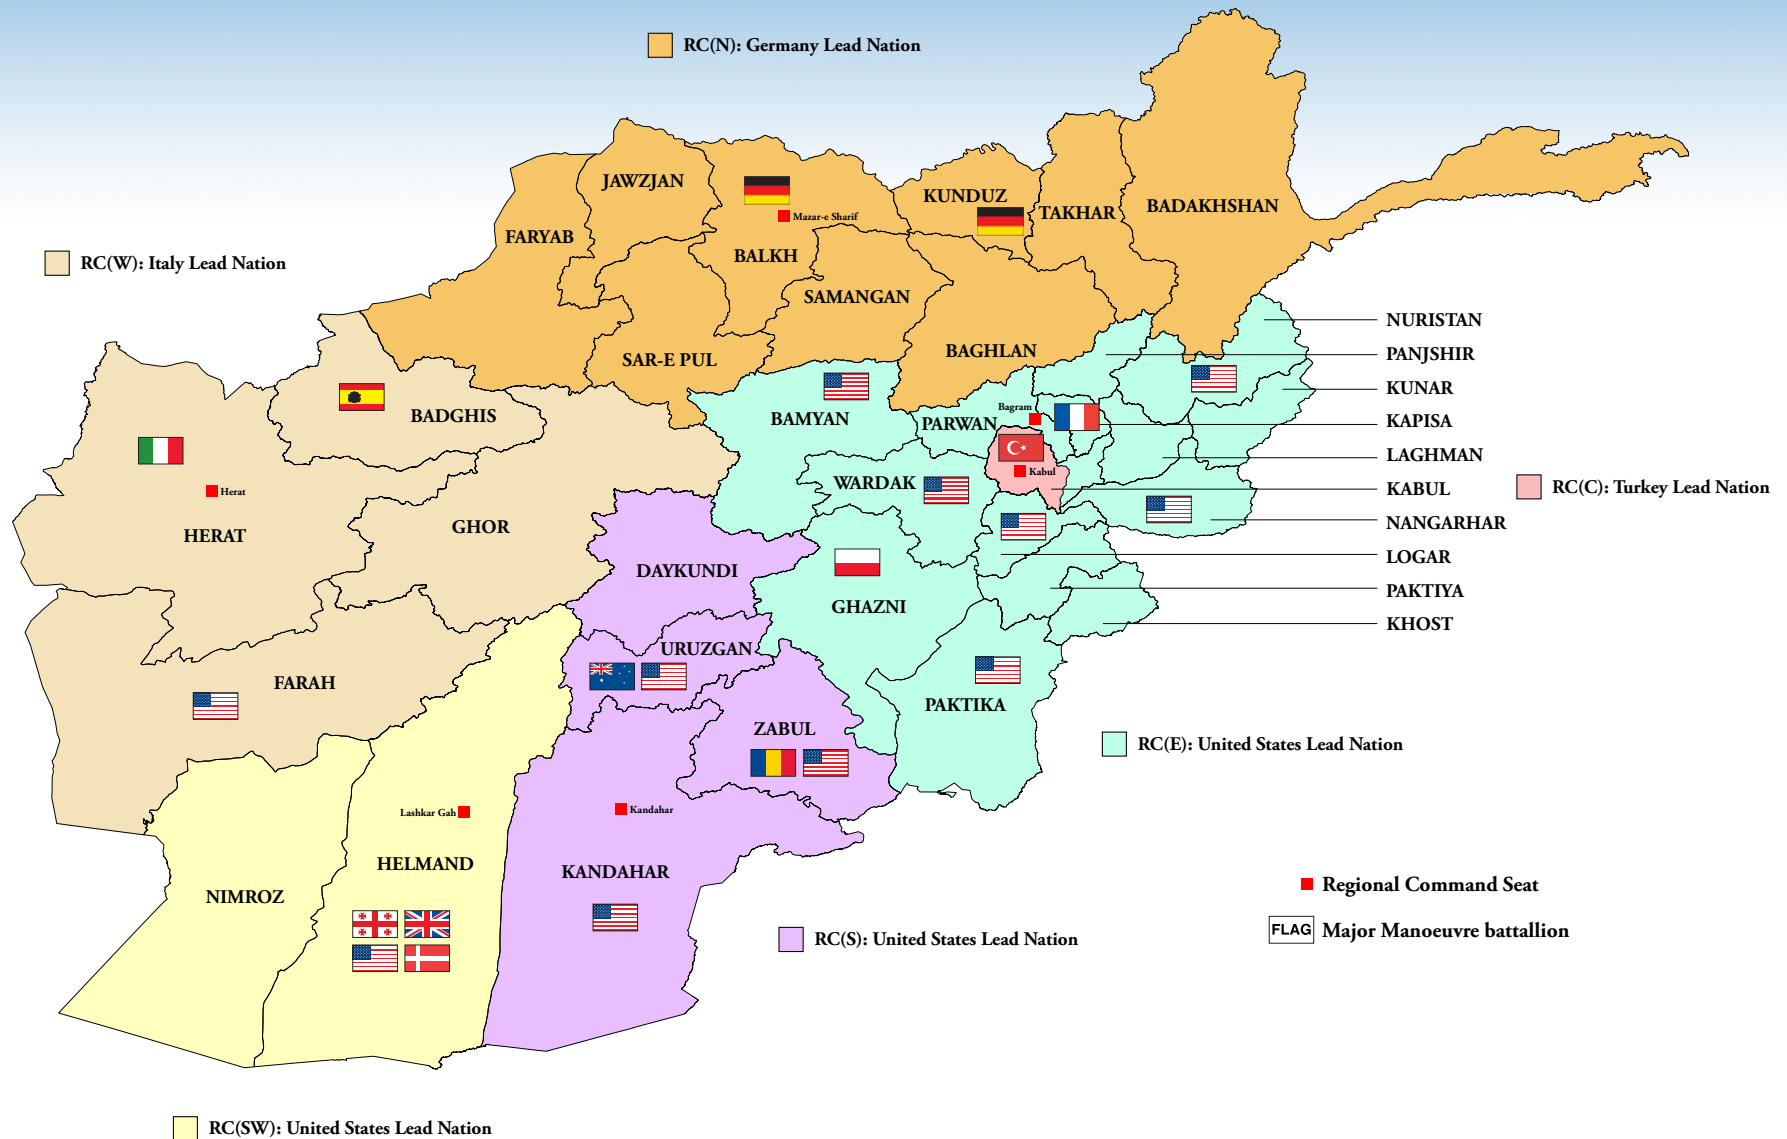 RC(N): Germany Lead Nation
JAWZJAN
Mazar-e Sharif
KUNDUZ
TAKHAR
BADAKHSHAN
FARYAB
BALKH
RC(W): Italy Lead Nation
SAMANGAN
NURISTAN
SAR-E PUL
BAGHLAN
PANJSHIR
KUNAR
BADGHIS
BAMYAN
Bagram
PARWAN
KAPISA
LAGHMAN
Kabul
WARDAK
KABUL
RC(C): Turkey Lead Nation
Herat
HERAT
GHOR
NANGARHAR
LOGAR
DAYKUNDI
PAKTIYA
GHAZNI
KHOST
URUZGAN
FARAH
PAKTIKA
ZABUL
RC(E): United States Lead Nation
Lashkar Gah
Kandahar
HELMAND
KANDAHAR
NIMROZ
Regional Command Seat
FLAG Major Manoeuvre battallion
RC(S): United States Lead Nation
RC(SW): United States Lead Nation